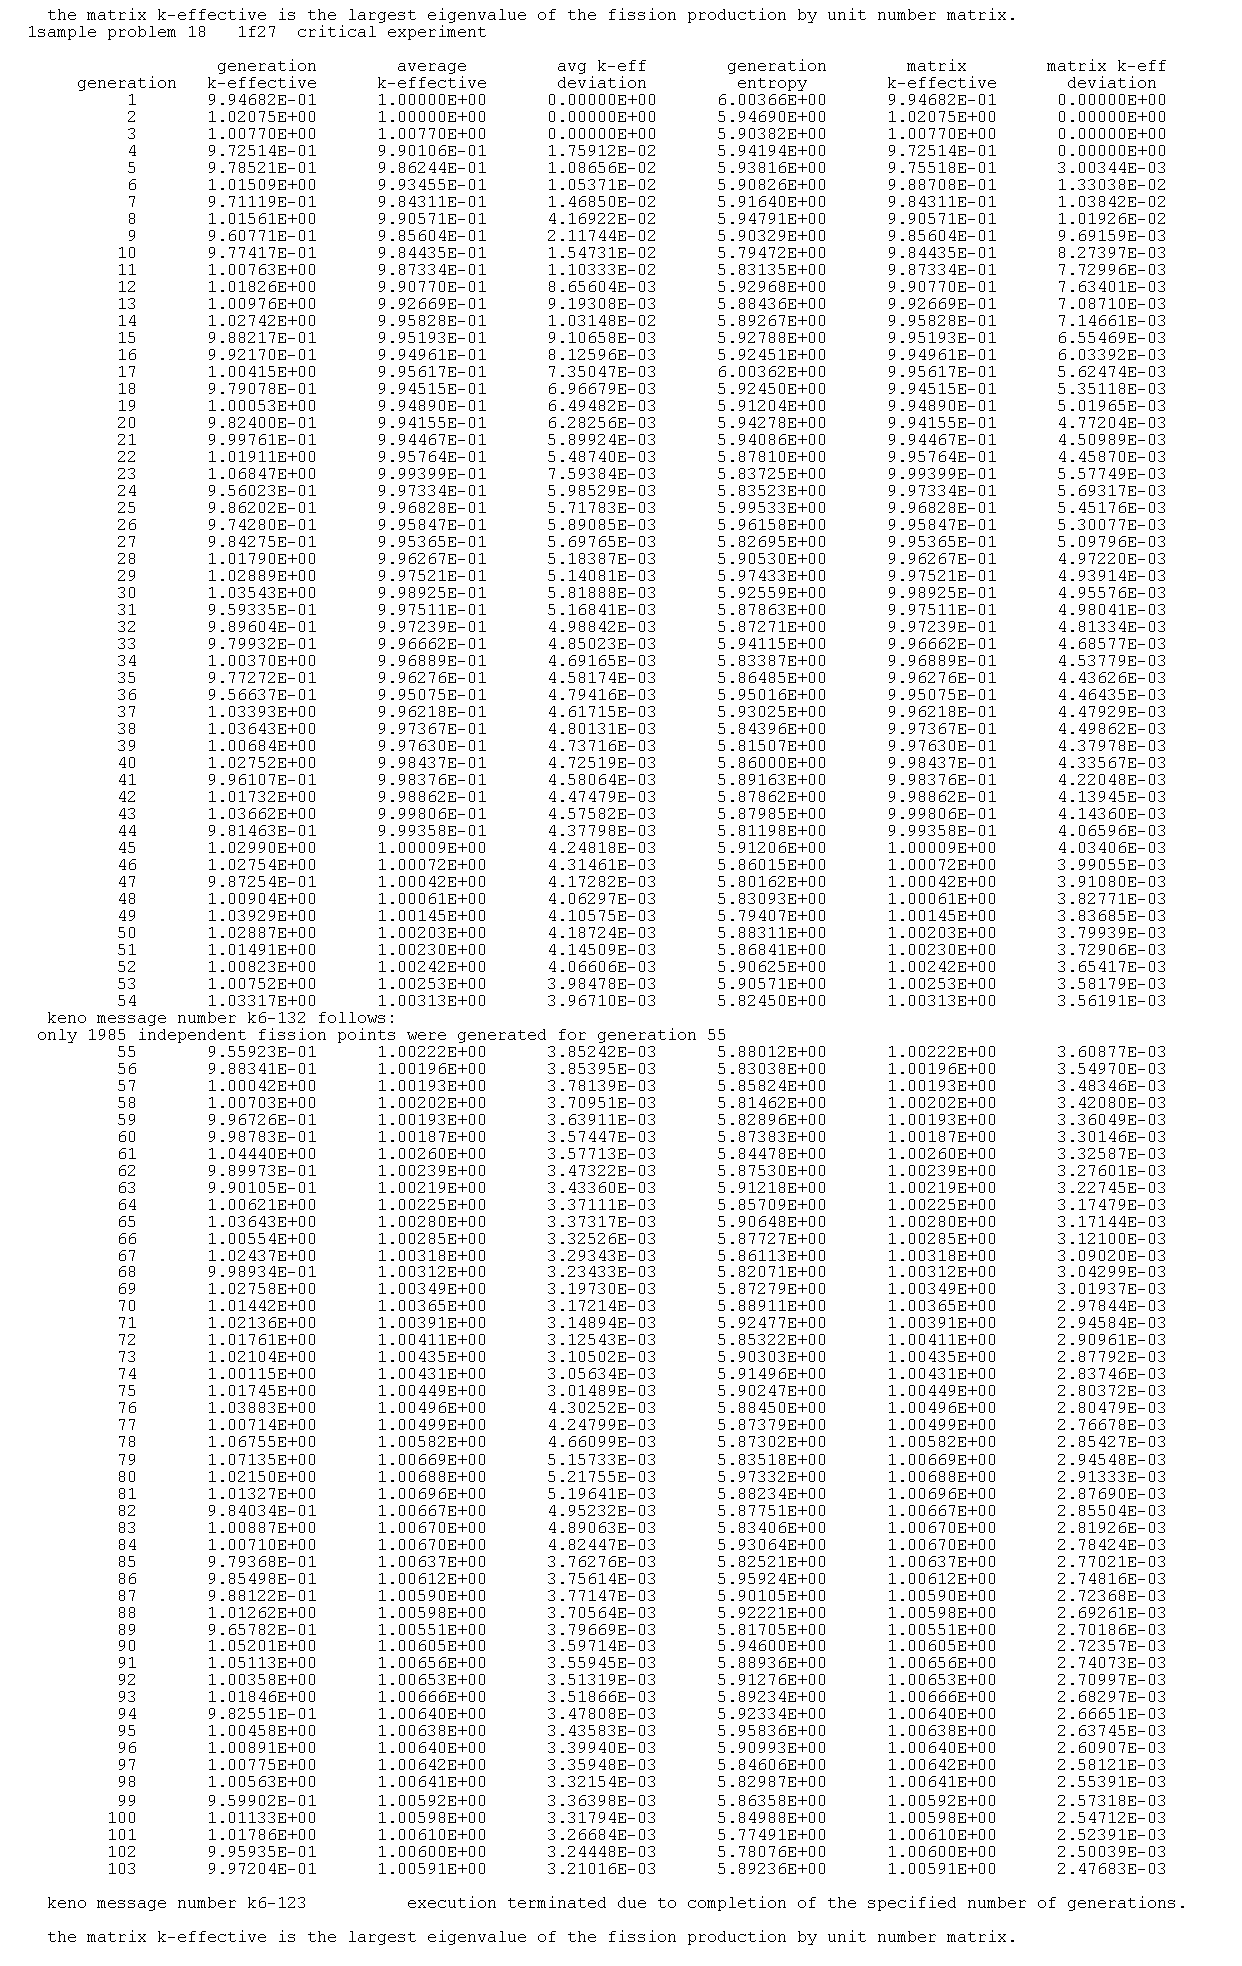 the matrix k-effective is the largest eigenvalue of the fission production by unit number matrix.
1sample problem 18   1f27  critical experiment
generation average avg k-eff generation matrix matrix k-eff
generation k-effective k-effective deviation entropy k-effective deviation
1 9.94682E-01 1.00000E+00 0.00000E+00 6.00366E+00 9.94682E-01 0.00000E+00
2 1.02075E+00 1.00000E+00 0.00000E+00 5.94690E+00 1.02075E+00 0.00000E+00
3 1.00770E+00 1.00770E+00 0.00000E+00 5.90382E+00 1.00770E+00 0.00000E+00
4 9.72514E-01 9.90106E-01 1.75912E-02 5.94194E+00 9.72514E-01 0.00000E+00
5 9.78521E-01 9.86244E-01 1.08656E-02 5.93816E+00 9.75518E-01 3.00344E-03
6 1.01509E+00 9.93455E-01 1.05371E-02 5.90826E+00 9.88708E-01 1.33038E-02
7 9.71119E-01 9.84311E-01 1.46850E-02 5.91640E+00 9.84311E-01 1.03842E-02
8 1.01561E+00 9.90571E-01 4.16922E-02 5.94791E+00 9.90571E-01 1.01926E-02
9 9.60771E-01 9.85604E-01 2.11744E-02 5.90329E+00 9.85604E-01 9.69159E-03
10 9.77417E-01 9.84435E-01 1.54731E-02 5.79472E+00 9.84435E-01 8.27397E-03
11 1.00763E+00 9.87334E-01 1.10333E-02 5.83135E+00 9.87334E-01 7.72996E-03
12 1.01826E+00 9.90770E-01 8.65604E-03 5.92968E+00 9.90770E-01 7.63401E-03
13 1.00976E+00 9.92669E-01 9.19308E-03 5.88436E+00 9.92669E-01 7.08710E-03
14 1.02742E+00 9.95828E-01 1.03148E-02 5.89267E+00 9.95828E-01 7.14661E-03
15 9.88217E-01 9.95193E-01 9.10658E-03 5.92788E+00 9.95193E-01 6.55469E-03
16 9.92170E-01 9.94961E-01 8.12596E-03 5.92451E+00 9.94961E-01 6.03392E-03
17 1.00415E+00 9.95617E-01 7.35047E-03 6.00362E+00 9.95617E-01 5.62474E-03
18 9.79078E-01 9.94515E-01 6.96679E-03 5.92450E+00 9.94515E-01 5.35118E-03
19 1.00053E+00 9.94890E-01 6.49482E-03 5.91204E+00 9.94890E-01 5.01965E-03
20 9.82400E-01 9.94155E-01 6.28256E-03 5.94278E+00 9.94155E-01 4.77204E-03
21 9.99761E-01 9.94467E-01 5.89924E-03 5.94086E+00 9.94467E-01 4.50989E-03
22 1.01911E+00 9.95764E-01 5.48740E-03 5.87810E+00 9.95764E-01 4.45870E-03
23 1.06847E+00 9.99399E-01 7.59384E-03 5.83725E+00 9.99399E-01 5.57749E-03
24 9.56023E-01 9.97334E-01 5.98529E-03 5.83523E+00 9.97334E-01 5.69317E-03
25 9.86202E-01 9.96828E-01 5.71783E-03 5.99533E+00 9.96828E-01 5.45176E-03
26 9.74280E-01 9.95847E-01 5.89085E-03 5.96158E+00 9.95847E-01 5.30077E-03
27 9.84275E-01 9.95365E-01 5.69765E-03 5.82695E+00 9.95365E-01 5.09796E-03
28 1.01790E+00 9.96267E-01 5.18387E-03 5.90530E+00 9.96267E-01 4.97220E-03
29 1.02889E+00 9.97521E-01 5.14081E-03 5.97433E+00 9.97521E-01 4.93914E-03
30 1.03543E+00 9.98925E-01 5.81888E-03 5.92559E+00 9.98925E-01 4.95576E-03
31 9.59335E-01 9.97511E-01 5.16841E-03 5.87863E+00 9.97511E-01 4.98041E-03
32 9.89604E-01 9.97239E-01 4.98842E-03 5.87271E+00 9.97239E-01 4.81334E-03
33 9.79932E-01 9.96662E-01 4.85023E-03 5.94115E+00 9.96662E-01 4.68577E-03
34 1.00370E+00 9.96889E-01 4.69165E-03 5.83387E+00 9.96889E-01 4.53779E-03
35 9.77272E-01 9.96276E-01 4.58174E-03 5.86485E+00 9.96276E-01 4.43626E-03
36 9.56637E-01 9.95075E-01 4.79416E-03 5.95016E+00 9.95075E-01 4.46435E-03
37 1.03393E+00 9.96218E-01 4.61715E-03 5.93025E+00 9.96218E-01 4.47929E-03
38 1.03643E+00 9.97367E-01 4.80131E-03 5.84396E+00 9.97367E-01 4.49862E-03
39 1.00684E+00 9.97630E-01 4.73716E-03 5.81507E+00 9.97630E-01 4.37978E-03
40 1.02752E+00 9.98437E-01 4.72519E-03 5.86000E+00 9.98437E-01 4.33567E-03
41 9.96107E-01 9.98376E-01 4.58064E-03 5.89163E+00 9.98376E-01 4.22048E-03
42 1.01732E+00 9.98862E-01 4.47479E-03 5.87862E+00 9.98862E-01 4.13945E-03
43 1.03662E+00 9.99806E-01 4.57582E-03 5.87985E+00 9.99806E-01 4.14360E-03
44 9.81463E-01 9.99358E-01 4.37798E-03 5.81198E+00 9.99358E-01 4.06596E-03
45 1.02990E+00 1.00009E+00 4.24818E-03 5.91206E+00 1.00009E+00 4.03406E-03
46 1.02754E+00 1.00072E+00 4.31461E-03 5.86015E+00 1.00072E+00 3.99055E-03
47 9.87254E-01 1.00042E+00 4.17282E-03 5.80162E+00 1.00042E+00 3.91080E-03
48 1.00904E+00 1.00061E+00 4.06297E-03 5.83093E+00 1.00061E+00 3.82771E-03
49 1.03929E+00 1.00145E+00 4.10575E-03 5.79407E+00 1.00145E+00 3.83685E-03
50 1.02887E+00 1.00203E+00 4.18724E-03 5.88311E+00 1.00203E+00 3.79939E-03
51 1.01491E+00 1.00230E+00 4.14509E-03 5.86841E+00 1.00230E+00 3.72906E-03
52 1.00823E+00 1.00242E+00 4.06606E-03 5.90625E+00 1.00242E+00 3.65417E-03
53 1.00752E+00 1.00253E+00 3.98478E-03 5.90571E+00 1.00253E+00 3.58179E-03
54 1.03317E+00 1.00313E+00 3.96710E-03 5.82450E+00 1.00313E+00 3.56191E-03
keno message number k6-132 follows:
only 1985 independent fission points were generated for generation 55
55 9.55923E-01 1.00222E+00 3.85242E-03 5.88012E+00 1.00222E+00 3.60877E-03
56 9.88341E-01 1.00196E+00 3.85395E-03 5.83038E+00 1.00196E+00 3.54970E-03
57 1.00042E+00 1.00193E+00 3.78139E-03 5.85824E+00 1.00193E+00 3.48346E-03
58 1.00703E+00 1.00202E+00 3.70951E-03 5.81462E+00 1.00202E+00 3.42080E-03
59 9.96726E-01 1.00193E+00 3.63911E-03 5.82896E+00 1.00193E+00 3.36049E-03
60 9.98783E-01 1.00187E+00 3.57447E-03 5.87383E+00 1.00187E+00 3.30146E-03
61 1.04440E+00 1.00260E+00 3.57713E-03 5.84478E+00 1.00260E+00 3.32587E-03
62 9.89973E-01 1.00239E+00 3.47322E-03 5.87530E+00 1.00239E+00 3.27601E-03
63 9.90105E-01 1.00219E+00 3.43360E-03 5.91218E+00 1.00219E+00 3.22745E-03
64 1.00621E+00 1.00225E+00 3.37111E-03 5.85709E+00 1.00225E+00 3.17479E-03
65 1.03643E+00 1.00280E+00 3.37317E-03 5.90648E+00 1.00280E+00 3.17144E-03
66 1.00554E+00 1.00285E+00 3.32526E-03 5.87727E+00 1.00285E+00 3.12100E-03
67 1.02437E+00 1.00318E+00 3.29343E-03 5.86113E+00 1.00318E+00 3.09020E-03
68 9.98934E-01 1.00312E+00 3.23433E-03 5.82071E+00 1.00312E+00 3.04299E-03
69 1.02758E+00 1.00349E+00 3.19730E-03 5.87279E+00 1.00349E+00 3.01937E-03
70 1.01442E+00 1.00365E+00 3.17214E-03 5.88911E+00 1.00365E+00 2.97844E-03
71 1.02136E+00 1.00391E+00 3.14894E-03 5.92477E+00 1.00391E+00 2.94584E-03
72 1.01761E+00 1.00411E+00 3.12543E-03 5.85322E+00 1.00411E+00 2.90961E-03
73 1.02104E+00 1.00435E+00 3.10502E-03 5.90303E+00 1.00435E+00 2.87792E-03
74 1.00115E+00 1.00431E+00 3.05634E-03 5.91496E+00 1.00431E+00 2.83746E-03
75 1.01745E+00 1.00449E+00 3.01489E-03 5.90247E+00 1.00449E+00 2.80372E-03
76 1.03883E+00 1.00496E+00 4.30252E-03 5.88450E+00 1.00496E+00 2.80479E-03
77 1.00714E+00 1.00499E+00 4.24799E-03 5.87379E+00 1.00499E+00 2.76678E-03
78 1.06755E+00 1.00582E+00 4.66099E-03 5.87302E+00 1.00582E+00 2.85427E-03
79 1.07135E+00 1.00669E+00 5.15733E-03 5.83518E+00 1.00669E+00 2.94548E-03
80 1.02150E+00 1.00688E+00 5.21755E-03 5.97332E+00 1.00688E+00 2.91333E-03
81 1.01327E+00 1.00696E+00 5.19641E-03 5.88234E+00 1.00696E+00 2.87690E-03
82 9.84034E-01 1.00667E+00 4.95232E-03 5.87751E+00 1.00667E+00 2.85504E-03
83 1.00887E+00 1.00670E+00 4.89063E-03 5.83406E+00 1.00670E+00 2.81926E-03
84 1.00710E+00 1.00670E+00 4.82447E-03 5.93064E+00 1.00670E+00 2.78424E-03
85 9.79368E-01 1.00637E+00 3.76276E-03 5.82521E+00 1.00637E+00 2.77021E-03
86 9.85498E-01 1.00612E+00 3.75614E-03 5.95924E+00 1.00612E+00 2.74816E-03
87 9.88122E-01 1.00590E+00 3.77147E-03 5.90105E+00 1.00590E+00 2.72368E-03
88 1.01262E+00 1.00598E+00 3.70564E-03 5.92221E+00 1.00598E+00 2.69261E-03
89 9.65782E-01 1.00551E+00 3.79669E-03 5.81705E+00 1.00551E+00 2.70186E-03
90 1.05201E+00 1.00605E+00 3.59714E-03 5.94600E+00 1.00605E+00 2.72357E-03
91 1.05113E+00 1.00656E+00 3.55945E-03 5.88936E+00 1.00656E+00 2.74073E-03
92 1.00358E+00 1.00653E+00 3.51319E-03 5.91276E+00 1.00653E+00 2.70997E-03
93 1.01846E+00 1.00666E+00 3.51866E-03 5.89234E+00 1.00666E+00 2.68297E-03
94 9.82551E-01 1.00640E+00 3.47808E-03 5.92334E+00 1.00640E+00 2.66651E-03
95 1.00458E+00 1.00638E+00 3.43583E-03 5.95836E+00 1.00638E+00 2.63745E-03
96 1.00891E+00 1.00640E+00 3.39940E-03 5.90993E+00 1.00640E+00 2.60907E-03
97 1.00775E+00 1.00642E+00 3.35948E-03 5.84606E+00 1.00642E+00 2.58121E-03
98 1.00563E+00 1.00641E+00 3.32154E-03 5.82987E+00 1.00641E+00 2.55391E-03
99 9.59902E-01 1.00592E+00 3.36398E-03 5.86358E+00 1.00592E+00 2.57318E-03
100 1.01133E+00 1.00598E+00 3.31794E-03 5.84988E+00 1.00598E+00 2.54712E-03
101 1.01786E+00 1.00610E+00 3.26684E-03 5.77491E+00 1.00610E+00 2.52391E-03
102 9.95935E-01 1.00600E+00 3.24448E-03 5.78076E+00 1.00600E+00 2.50039E-03
103 9.97204E-01 1.00591E+00 3.21016E-03 5.89236E+00 1.00591E+00 2.47683E-03
keno message number k6-123 execution terminated due to completion of the specified number of generations.
the matrix k-effective is the largest eigenvalue of the fission production by unit number matrix.